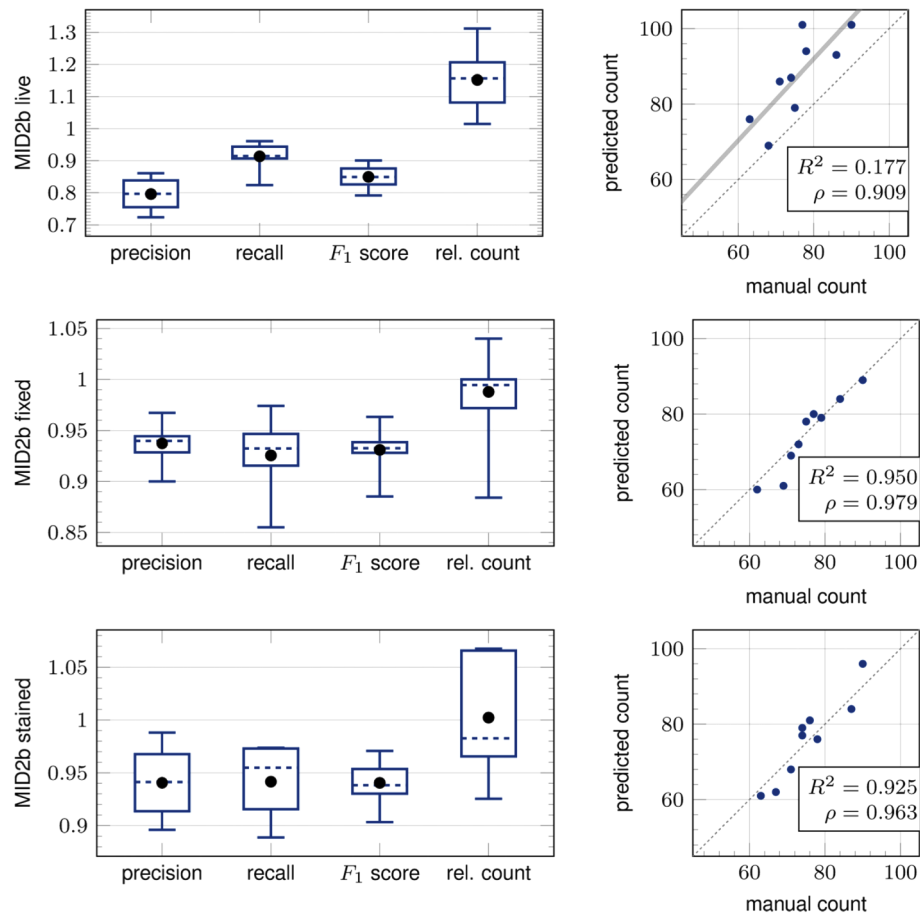 MID2b live
1.3
1.2
1.1
1
0.9
0.8
0.7
precision recall F₁ score rel. count
predicted count
100
80
60
R² = 0.177
ρ = 0.909
60 80 100
manual count
MID2b fixed
1.05
1
0.95
0.9
0.85
precision recall F₁ score rel. count
predicted count
100
80
60
R² = 0.950
ρ = 0.979
60 80 100
manual count
MID2b stained
1.05
1
0.95
0.9
precision recall F₁ score rel. count
predicted count
100
80
60
R² = 0.925
ρ = 0.963
60 80 100
manual count